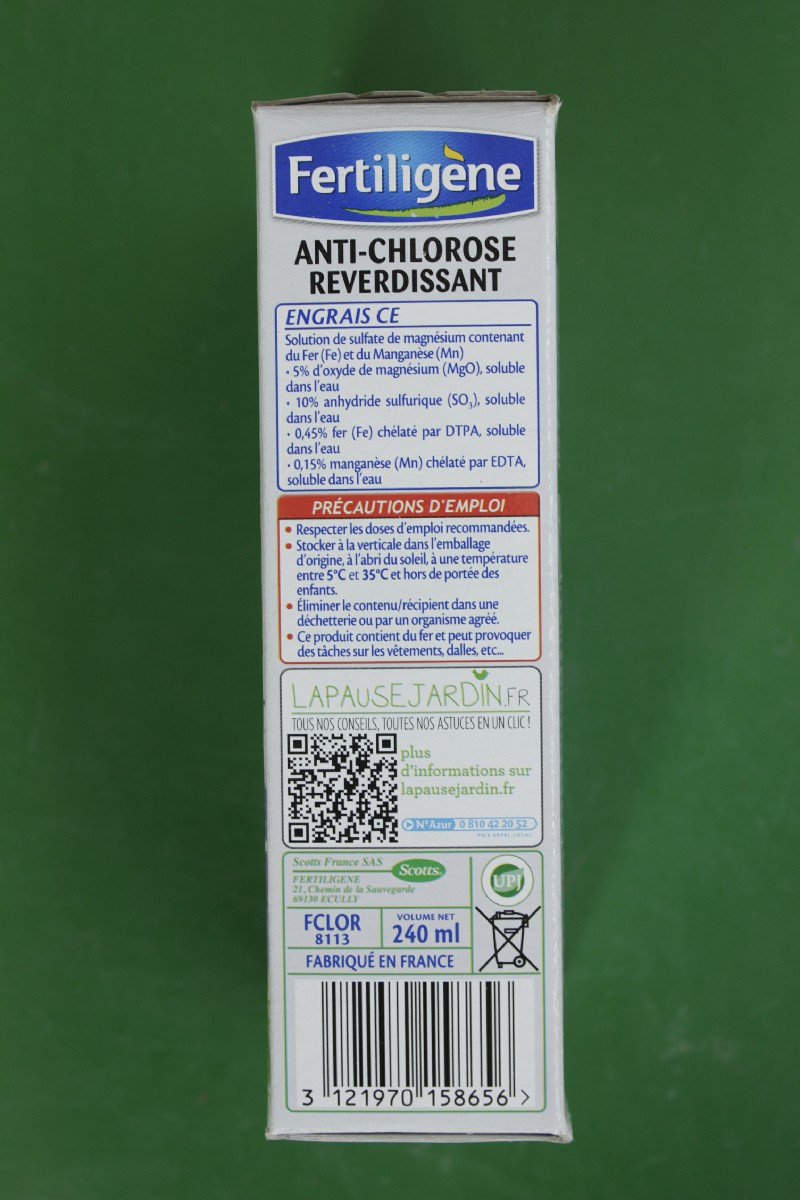 Fertiligène
ANTI-CHLOROSE
REVERDISSANT
ENGRAIS CE
Solution de sulfate de magnésium contenant
du Fer (Fe) et du Manganèse (Mn)
• 5% d'oxyde de magnésium (MgO), soluble
dans l'eau
• 10% anhydride sulfurique (SO₃), soluble
dans l'eau
• 0,45% fer (Fe) chélaté par DTPA, soluble
dans l'eau
• 0,15% manganèse (Mn) chélaté par EDTA,
soluble dans l'eau
PRÉCAUTIONS D'EMPLOI
• Respecter les doses d'emploi recommandées.
• Stocker à la verticale dans l'emballage
d'origine, à l'abri du soleil, à une température
entre 5°C et 35°C et hors de portée des
enfants.
• Éliminer le contenu/récipient dans une
déchetterie ou par un organisme agréé.
• Ce produit contient du fer et peut provoquer
des tâches sur les vêtements, dalles, etc...
LAPAUSEJARDIN.FR
TOUS NOS CONSEILS, TOUTES NOS ASTUCES EN UN CLIC !
plus
d'informations sur
lapausejardin.fr
N°Azur 0 810 42 20 52
PRIX APPEL LOCAL
Scotts France SAS
Scotts.
FERTILIGENE
21, Chemin de la Sauvegarde
69130 ECULLY
UPJ
FCLOR
8113
VOLUME NET
240 ml
FABRIQUÉ EN FRANCE
3 121970 158656 >